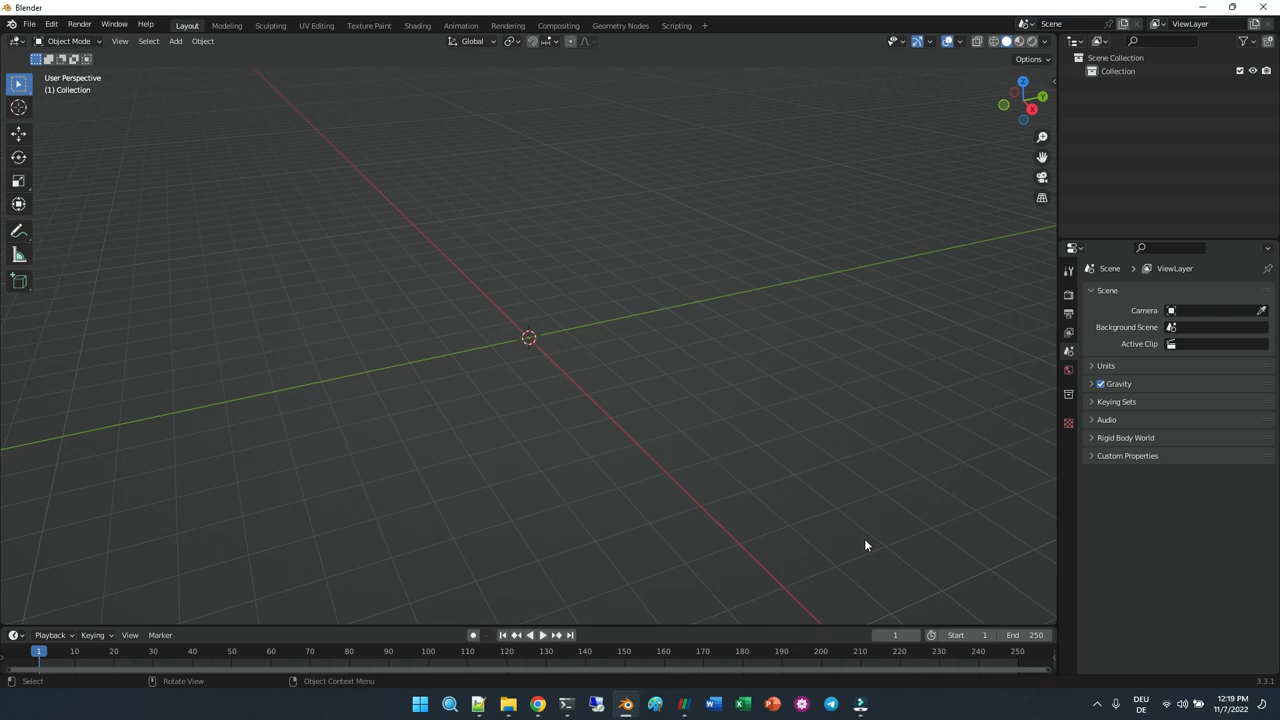 Blender
File Edit Render Window Help Layout Modeling Sculpting UV Editing Texture Paint Shading Animation Rendering Compositing Geometry Nodes Scripting + Scene ViewLayer
Object Mode View Select Add Object Global
Options
User Perspective
(1) Collection
Z
Y
X
Scene Collection
Collection
Scene ViewLayer
Scene
Camera
Background Scene
Active Clip
Units
Gravity
Keying Sets
Audio
Rigid Body World
Custom Properties
Playback Keying View Marker 1 Start 1 End 250
1 10 20 30 40 50 60 70 80 90 100 110 120 130 140 150 160 170 180 190 200 210 220 230 240 250
Select Rotate View Object Context Menu 3.3.1
DEU
DE
12:19 PM
11/7/2022